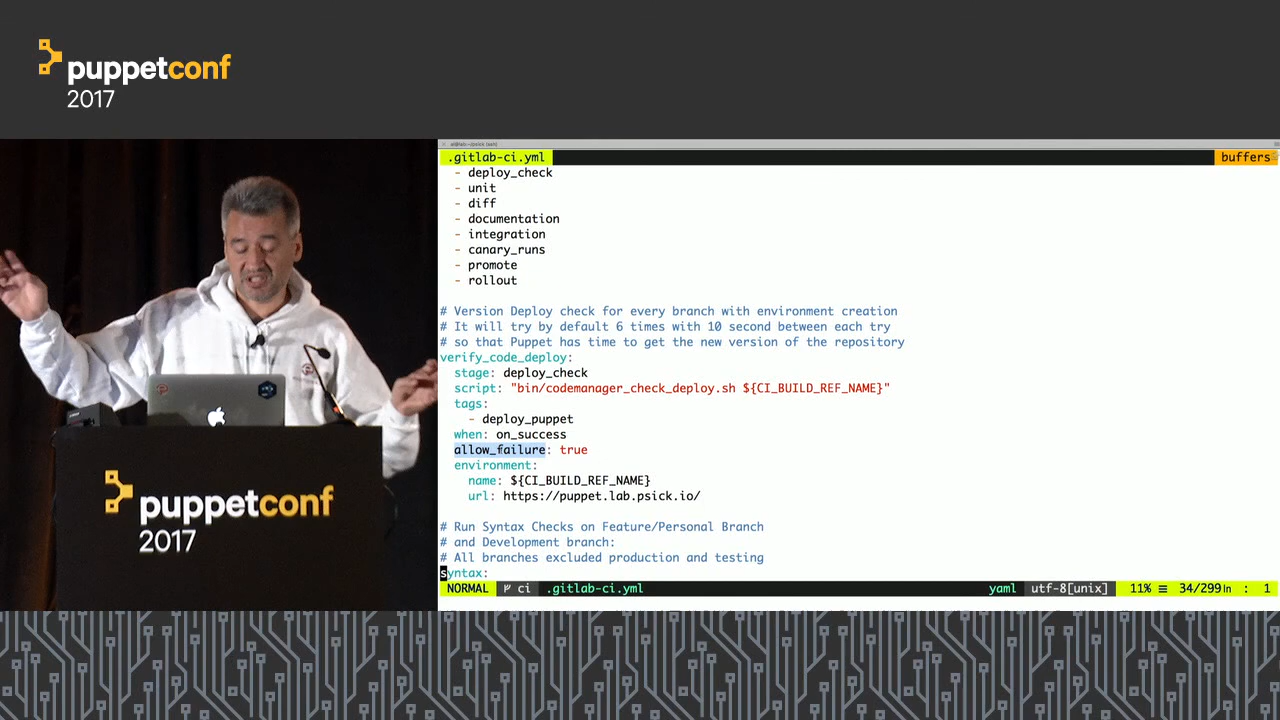 puppetconf
2017
al@lab:~/psick (ssh)
.gitlab-ci.yml
buffers
- deploy_check
- unit
- diff
- documentation
- integration
- canary_runs
- promote
- rollout
# Version Deploy check for every branch with environment creation
# It will try by default 6 times with 10 second between each try
# so that Puppet has time to get the new version of the repository
verify_code_deploy:
stage: deploy_check
script: "bin/codemanager_check_deploy.sh ${CI_BUILD_REF_NAME}"
tags:
- deploy_puppet
when: on_success
allow_failure: true
environment:
name: ${CI_BUILD_REF_NAME}
url: https://puppet.lab.psick.io/
# Run Syntax Checks on Feature/Personal Branch
# and Development branch:
# All branches excluded production and testing
syntax:
NORMAL ci .gitlab-ci.yml yaml utf-8[unix] 11% ≡ 34/299 ln : 1
puppetconf
2017